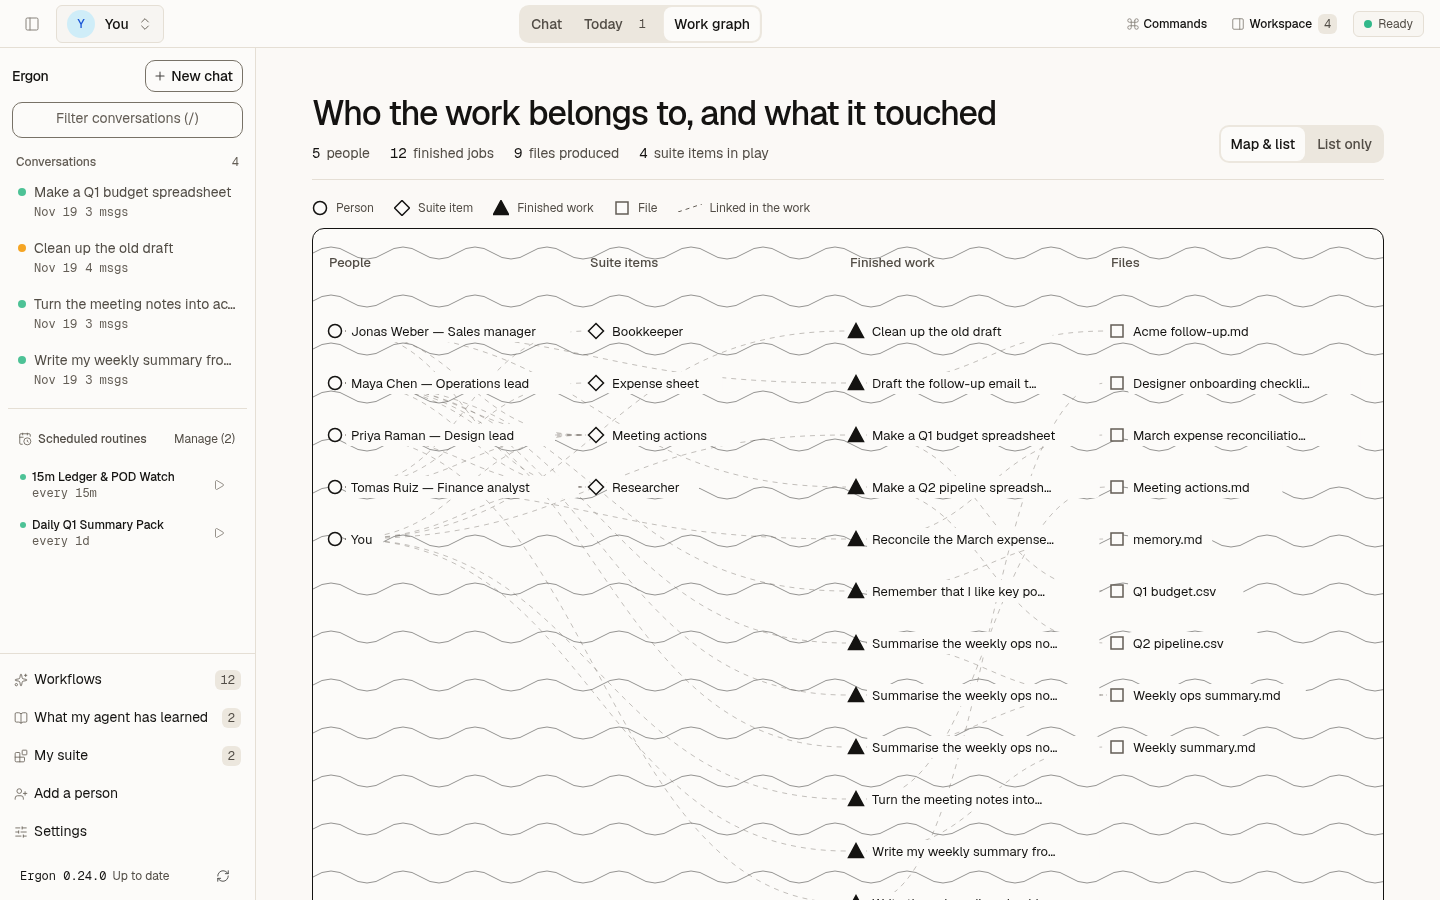 Y You
Chat Today 1 Work graph
Commands Workspace 4 Ready
Ergon
New chat
Filter conversations (/)
Conversations 4
Make a Q1 budget spreadsheet
Nov 19 3 msgs
Clean up the old draft
Nov 19 4 msgs
Turn the meeting notes into ac…
Nov 19 3 msgs
Write my weekly summary fro…
Nov 19 3 msgs
Scheduled routines Manage (2)
15m Ledger & POD Watch
every 15m
Daily Q1 Summary Pack
every 1d
Workflows 12
What my agent has learned 2
My suite 2
Add a person
Settings
Ergon 0.24.0 Up to date
Who the work belongs to, and what it touched
5 people 12 finished jobs 9 files produced 4 suite items in play
Map & list List only
Person Suite item Finished work File Linked in the work
People Suite items Finished work Files
Jonas Weber — Sales manager Bookkeeper Clean up the old draft Acme follow-up.md
Maya Chen — Operations lead Expense sheet Draft the follow-up email t… Designer onboarding checkli…
Priya Raman — Design lead Meeting actions Make a Q1 budget spreadsheet March expense reconciliatio…
Tomas Ruiz — Finance analyst Researcher Make a Q2 pipeline spreadsh… Meeting actions.md
You Reconcile the March expense… memory.md
Remember that I like key po… Q1 budget.csv
Summarise the weekly ops no… Q2 pipeline.csv
Summarise the weekly ops no… Weekly ops summary.md
Summarise the weekly ops no… Weekly summary.md
Turn the meeting notes into…
Write my weekly summary fro…